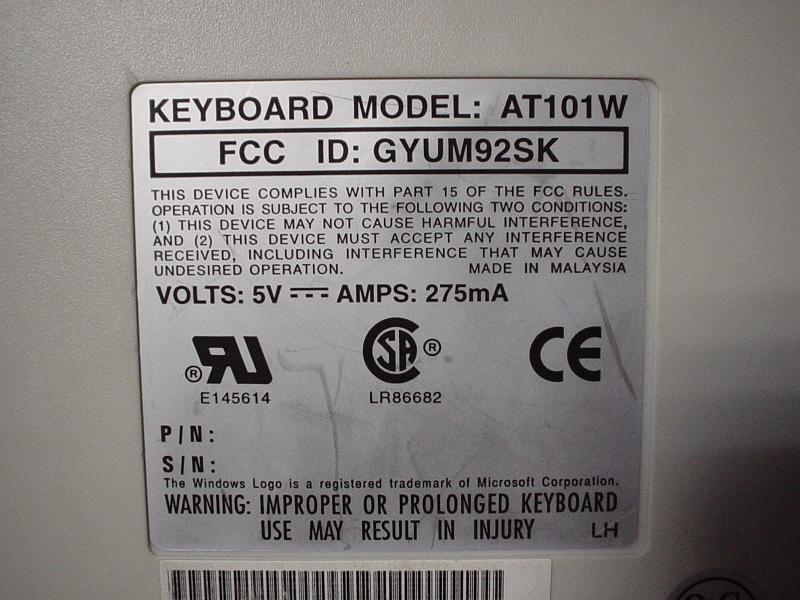 KEYBOARD MODEL: AT101W
FCC ID: GYUM92SK
THIS DEVICE COMPLIES WITH PART 15 OF THE FCC RULES.
OPERATION IS SUBJECT TO THE FOLLOWING TWO CONDITIONS:
(1) THIS DEVICE MAY NOT CAUSE HARMFUL INTERFERENCE,
AND (2) THIS DEVICE MUST ACCEPT ANY INTERFERENCE
RECEIVED, INCLUDING INTERFERENCE THAT MAY CAUSE
UNDESIRED OPERATION. MADE IN MALAYSIA
VOLTS: 5V AMPS: 275mA
® RU SA ® CE
E145614 LR86682
P/N:
S/N:
The Windows Logo is a registered trademark of Microsoft Corporation.
WARNING: IMPROPER OR PROLONGED KEYBOARD
USE MAY RESULT IN INJURY LH